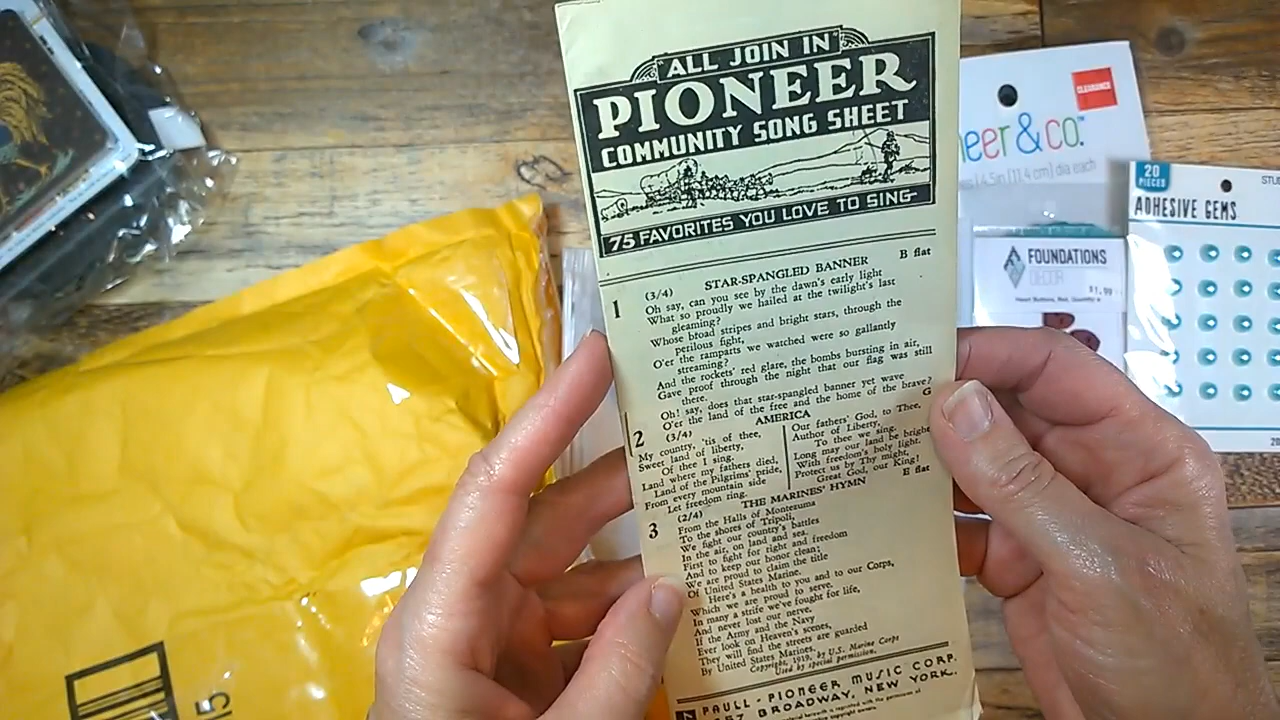 "ALL JOIN IN"
PIONEER
COMMUNITY SONG SHEET
75 FAVORITES YOU LOVE TO SING
STAR-SPANGLED BANNER B flat
1 (3/4)
Oh say, can you see by the dawn's early light
What so proudly we hailed at the twilight's last
gleaming?
Whose broad stripes and bright stars, through the
perilous fight,
O'er the ramparts we watched were so gallantly
streaming?
And the rockets' red glare, the bombs bursting in air,
Gave proof through the night that our flag was still
there.
Oh! say, does that star-spangled banner yet wave
O'er the land of the free and the home of the brave?
AMERICA G
2 (3/4)
My country, 'tis of thee,
Sweet land of liberty,
Of thee I sing.
Land where my fathers died,
Land of the Pilgrims' pride,
From every mountain side
Let freedom ring.
Our fathers' God, to Thee,
Author of Liberty,
To thee we sing.
Long may our land be bright
With freedom's holy light.
Protect us by Thy might,
Great God, our King!
THE MARINES' HYMN E flat
3 (2/4)
From the Halls of Montezuma
To the shores of Tripoli,
We fight our country's battles
In the air, on land and sea.
First to fight for right and freedom
And to keep our honor clean;
We are proud to claim the title
Of United States Marine.
Here's a health to you and to our Corps,
Which we are proud to serve.
In many a strife we've fought for life,
And never lost our nerve.
If the Army and the Navy
Ever look on Heaven's scenes,
They will find the streets are guarded
By United States Marines.
Copyright, 1919, by U.S. Marine Corps
Used by special permission.
PAULL-PIONEER MUSIC CORP.
BROADWAY, NEW YORK.
CLEARANCE
neer & co.
4.5in (11.4 cm) dia each
FOUNDATIONS
DECOR
$1.99
Heart Buttons, Red,
20
PIECES
STU
ADHESIVE GEMS
20
15